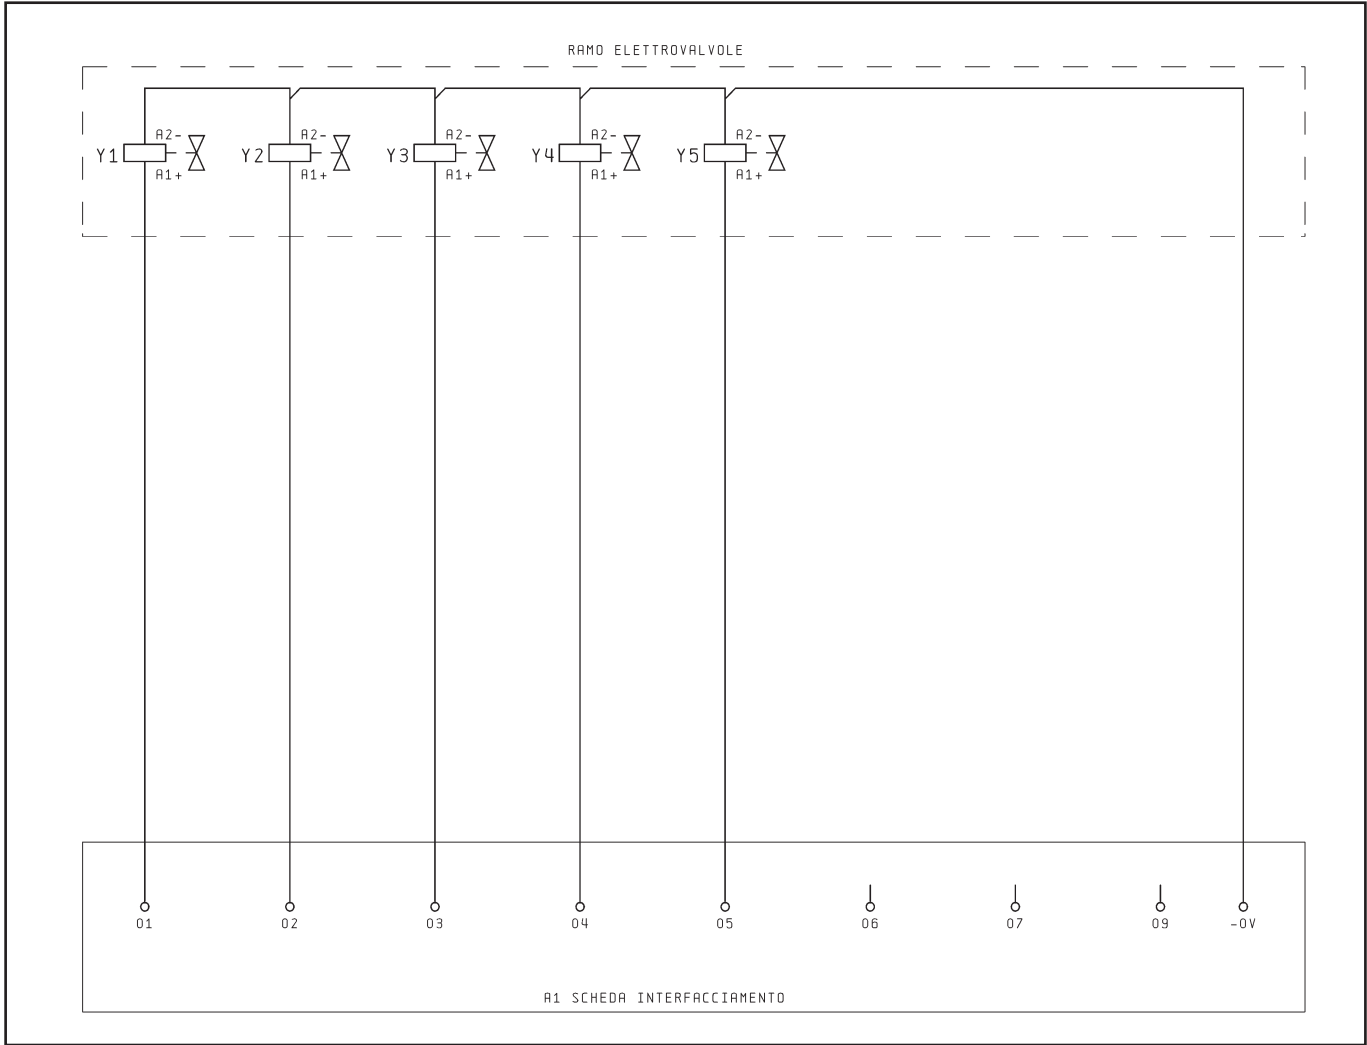 RAMO ELETTROVALVOLE
A2- A2- A2- A2- A2-
Y1 Y2 Y3 Y4 Y5
A1+ A1+ A1+ A1+ A1+
01 02 03 04 05 06 07 09 -0V
A1 SCHEDA INTERFACCIAMENTO